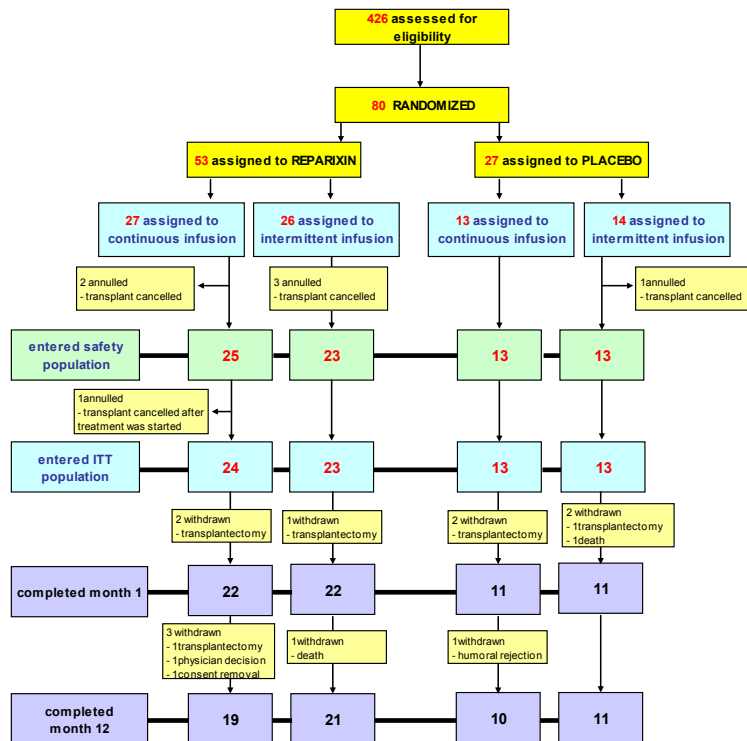 426 assessed for
eligibility
80 RANDOMIZED
53 assigned to REPARIXIN
27 assigned to PLACEBO
27 assigned to
continuous infusion
26 assigned to
intermittent infusion
13 assigned to
continuous infusion
14 assigned to
intermittent infusion
2 annulled
- transplant cancelled
3 annulled
- transplant cancelled
1annulled
- transplant cancelled
entered safety
population
25
23
13
13
1annulled
- transplant cancelled after
treatment was started
entered ITT
population
24
23
13
13
2 withdrawn
- transplantectomy
1withdrawn
- transplantectomy
2 withdrawn
- transplantectomy
2 withdrawn
- 1transplantectomy
- 1death
completed month 1
22
22
11
11
3 withdrawn
- 1transplantectomy
- 1physician decision
- 1consent removal
1withdrawn
- death
1withdrawn
- humoral rejection
completed
month 12
19
21
10
11